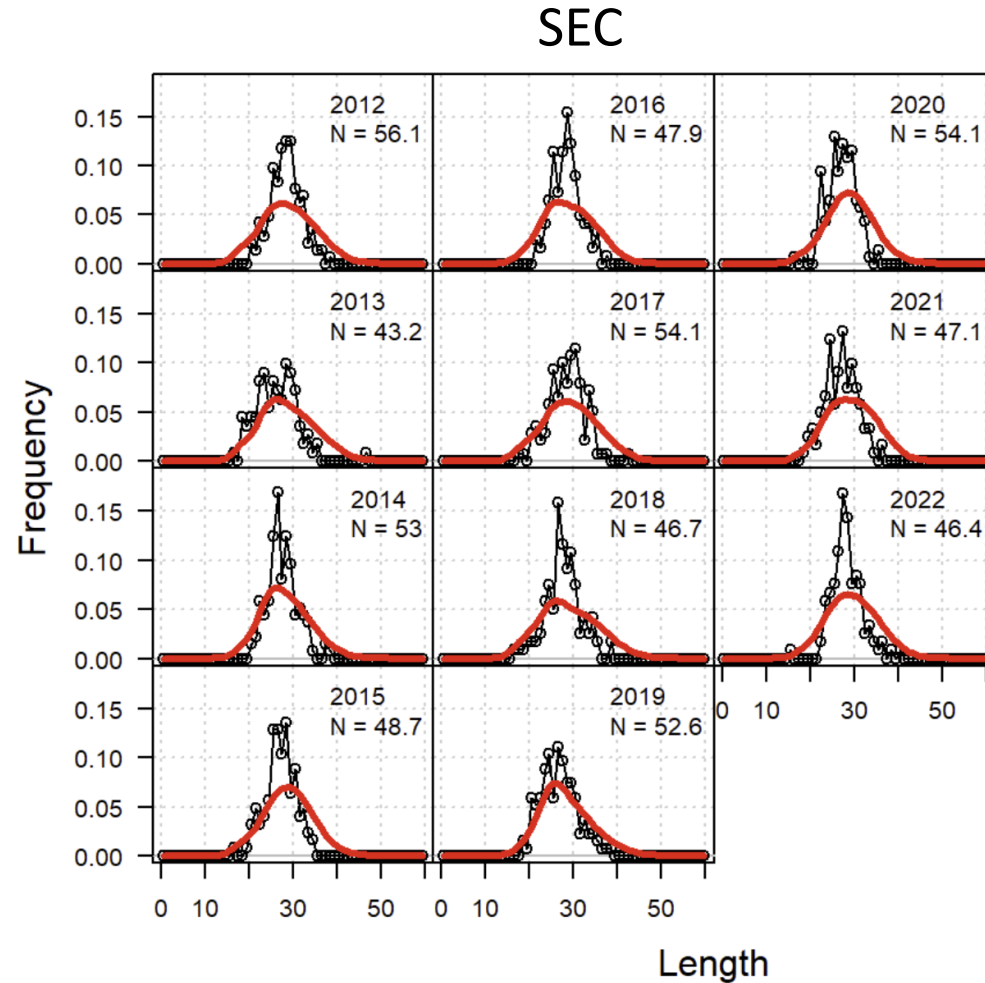 SEC
Frequency
0.15
0.10
0.05
0.00
2012
N = 56.1
2016
N = 47.9
2020
N = 54.1
0.15
0.10
0.05
0.00
2013
N = 43.2
2017
N = 54.1
2021
N = 47.1
0.15
0.10
0.05
0.00
2014
N = 53
2018
N = 46.7
2022
N = 46.4
0.15
0.10
0.05
0.00
2015
N = 48.7
2019
N = 52.6
0 10 30 50
0 10 30 50
0 10 30 50
Length